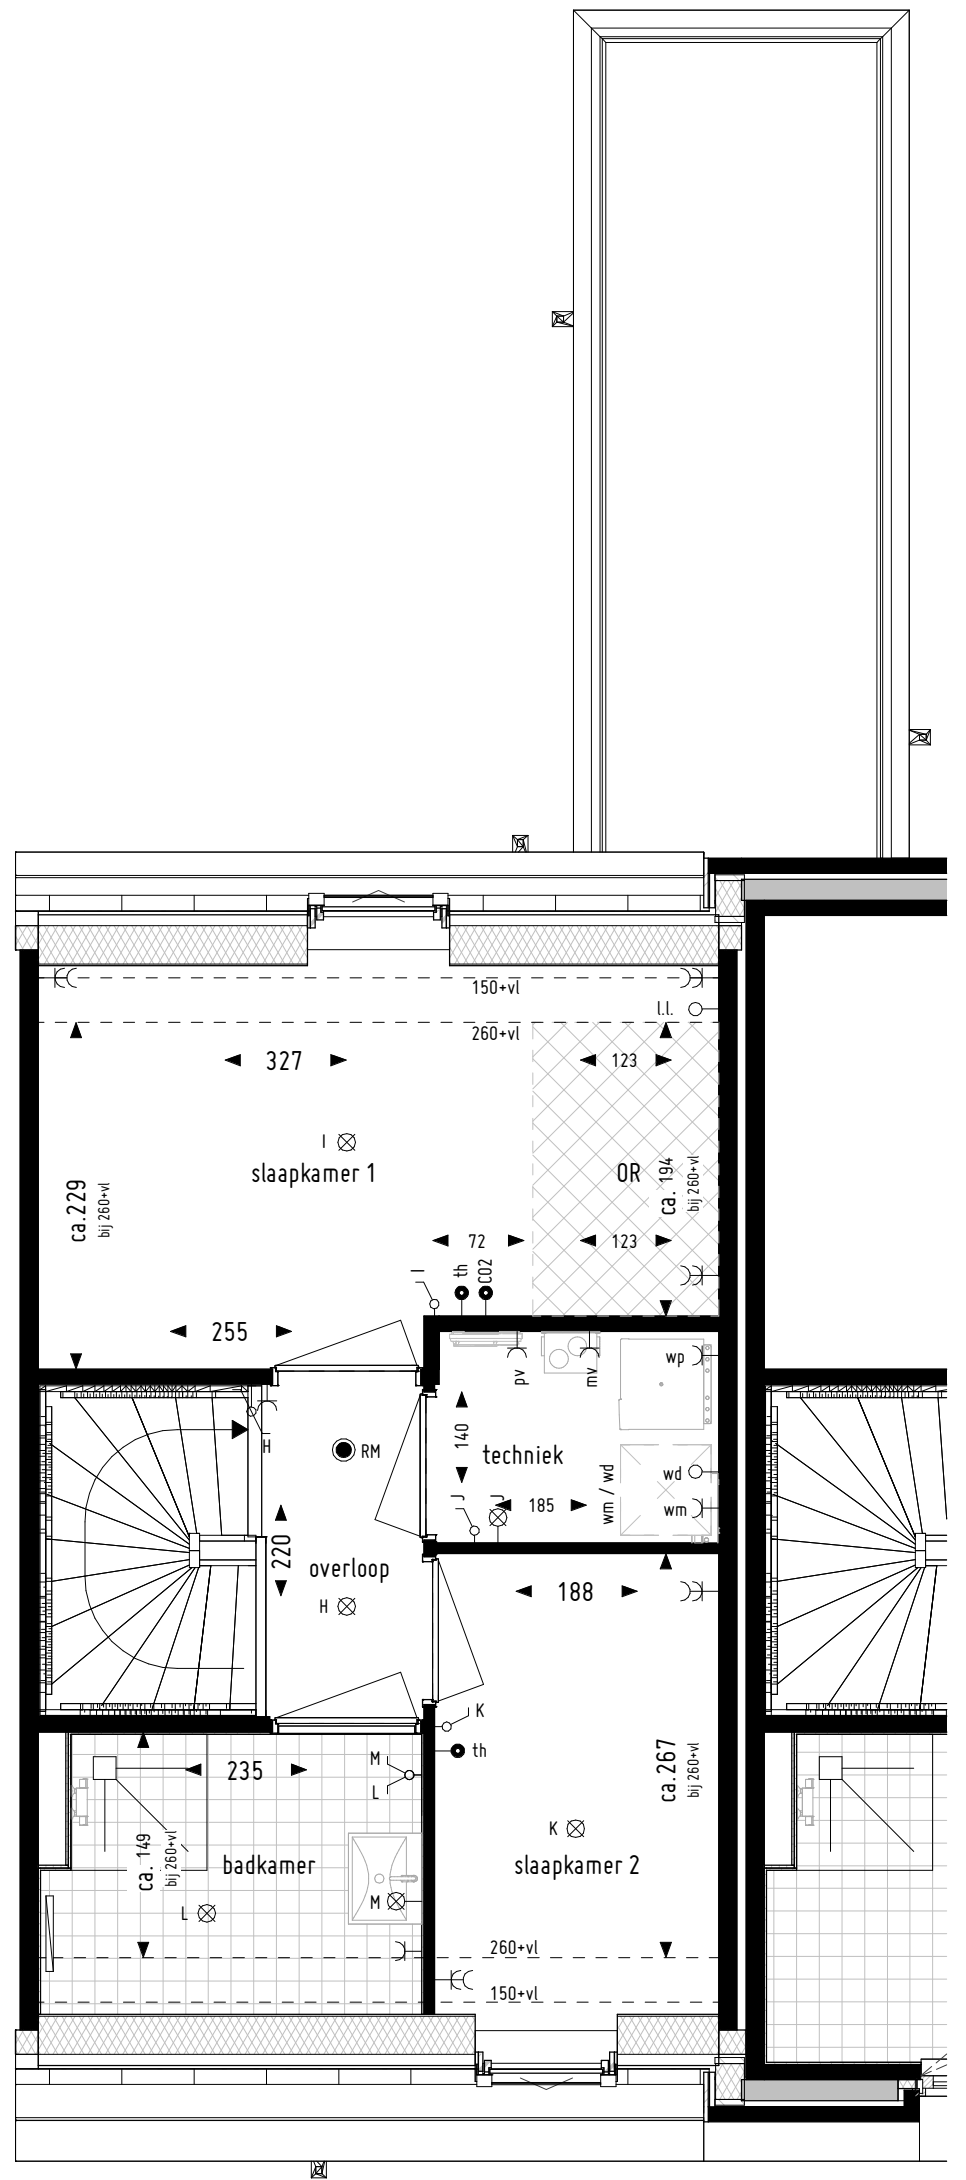 150+vl
l.l.
260+vl
327
123
I
slaapkamer 1
OR
ca.229
bij 260+vl
ca. 194
bij 260+vl
72
123
I
th
CO2
255
pv
mv
wp
H
RM
140
techniek
wm / wd
wd
J
J
185
wm
220
overloop
188
H
K
th
235
M
L
ca.267
bij 260+vl
ca. 149
bij 260+vl
badkamer
K
slaapkamer 2
L
M
260+vl
150+vl